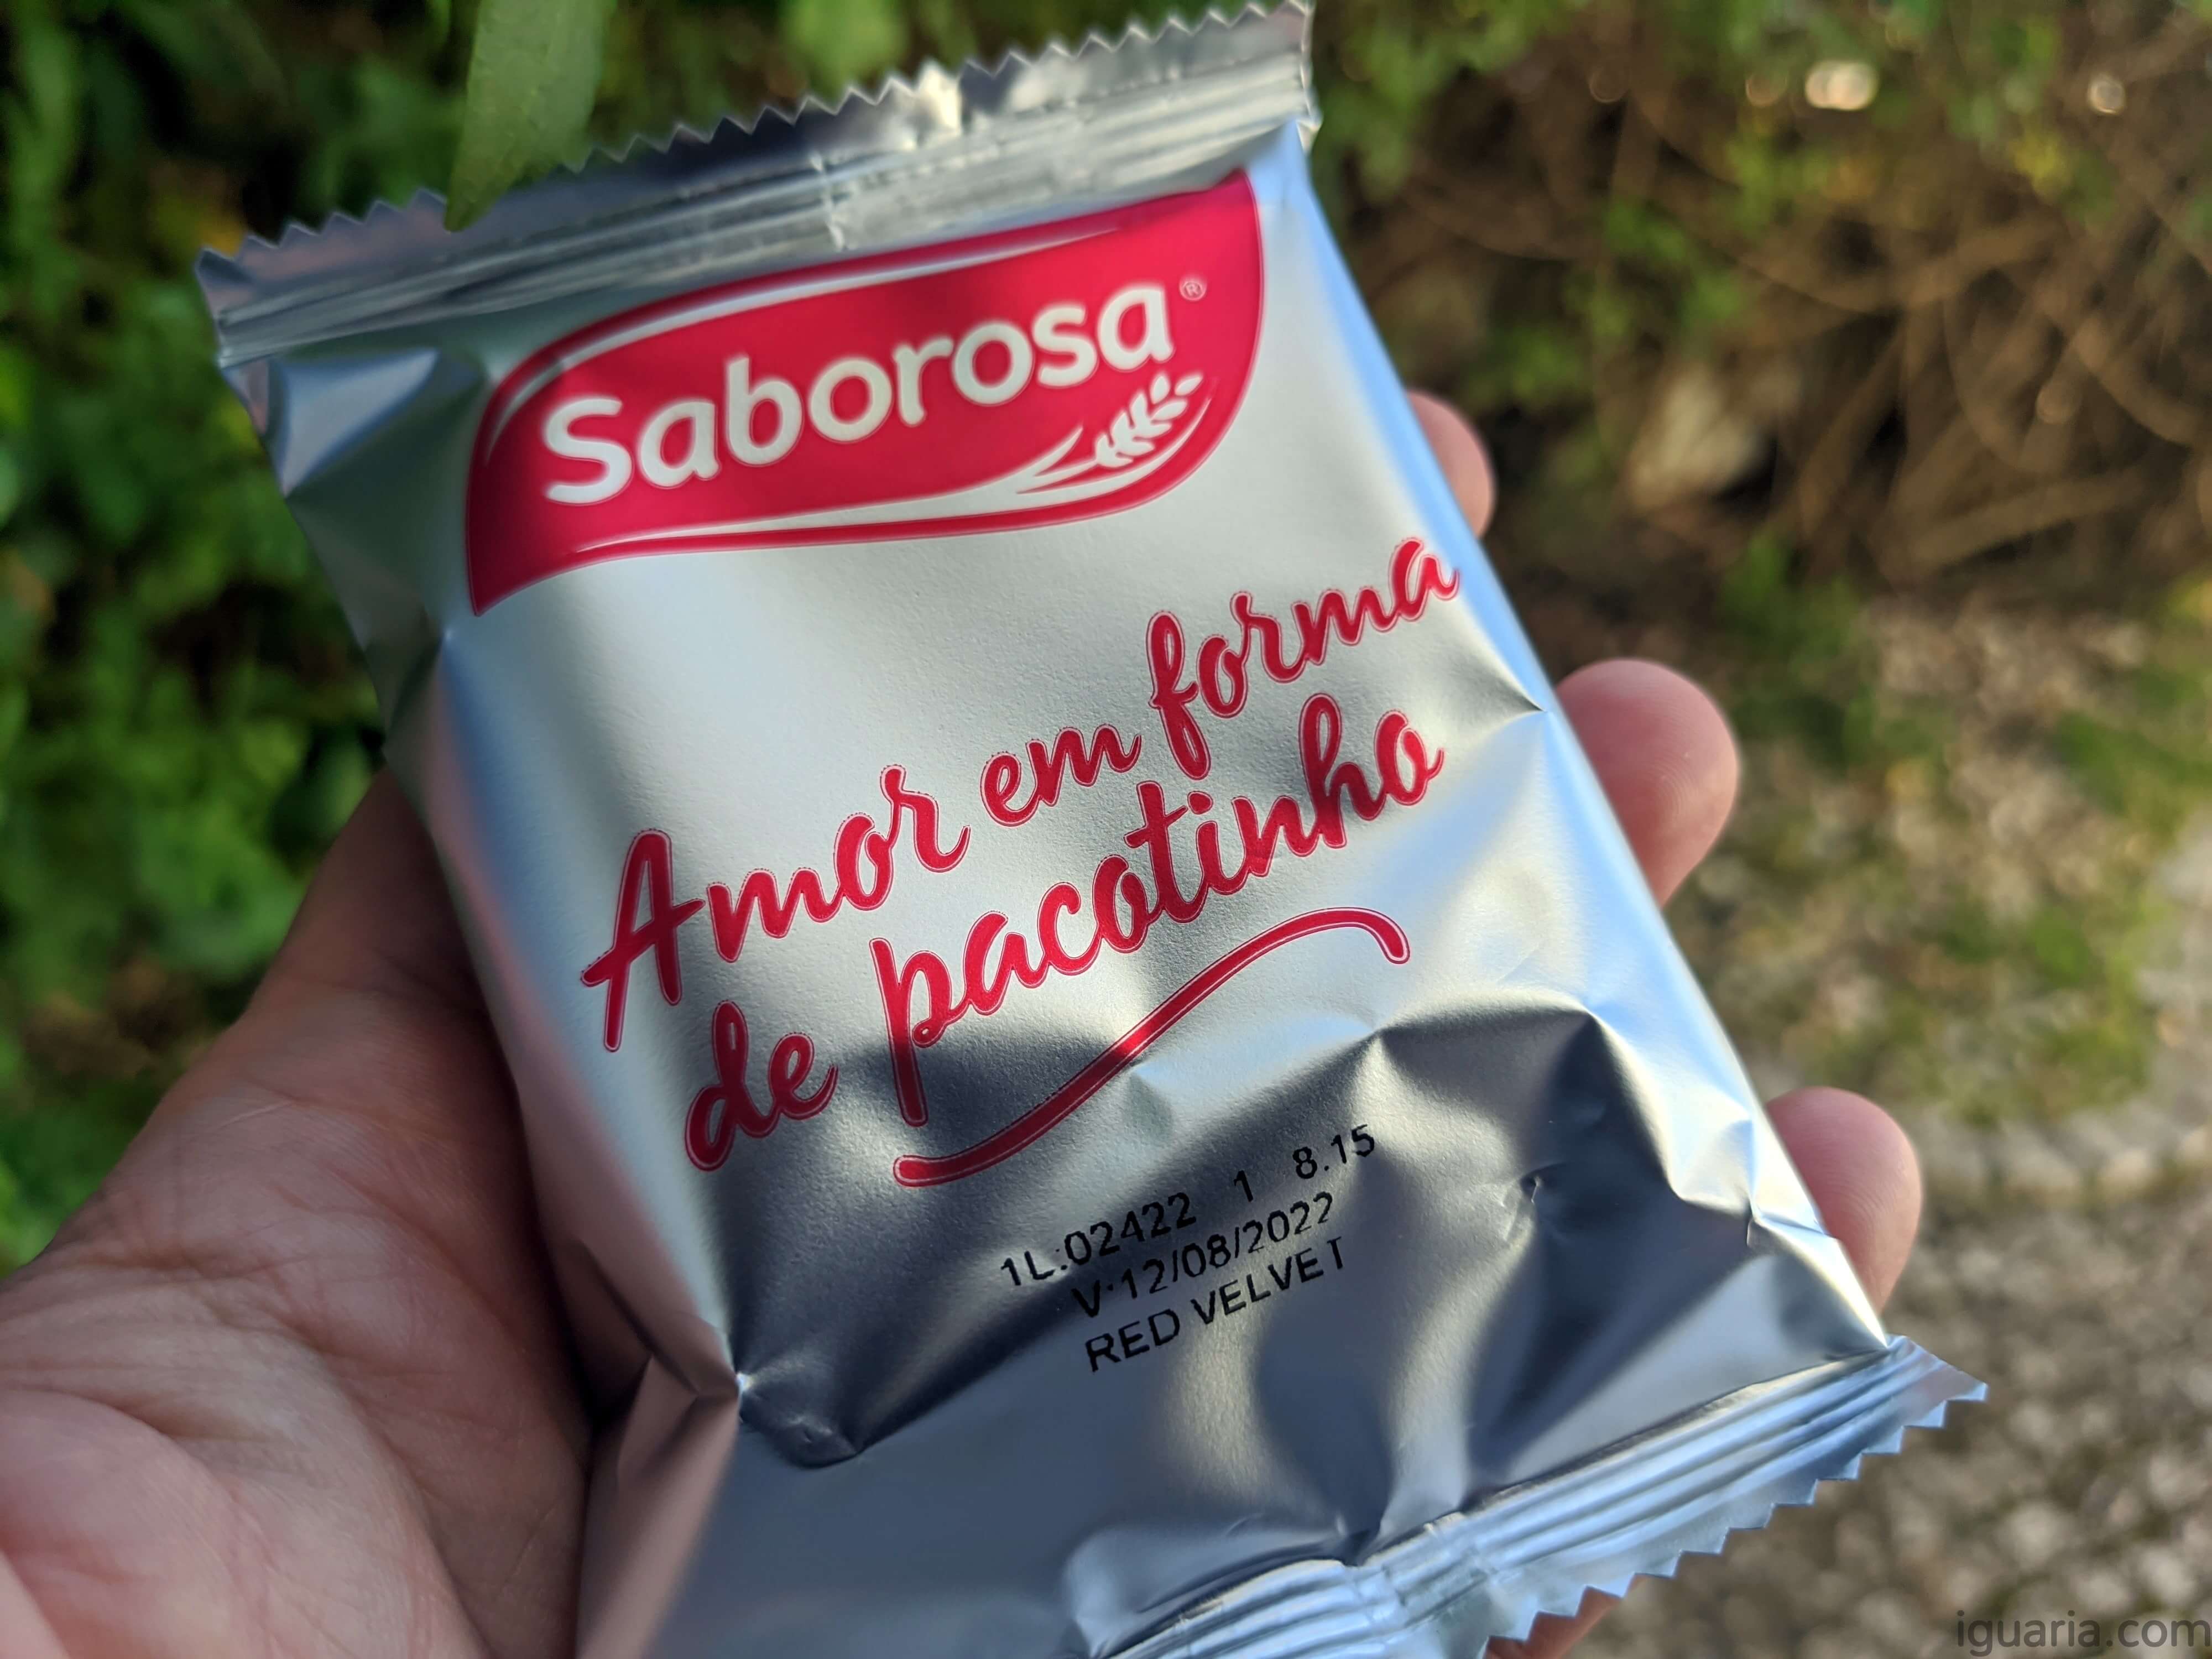 Saborosa®
Amor em forma
de pacotinho
1L:02422 1 8.15
V:12/08/2022
RED VELVET
iguaria.com